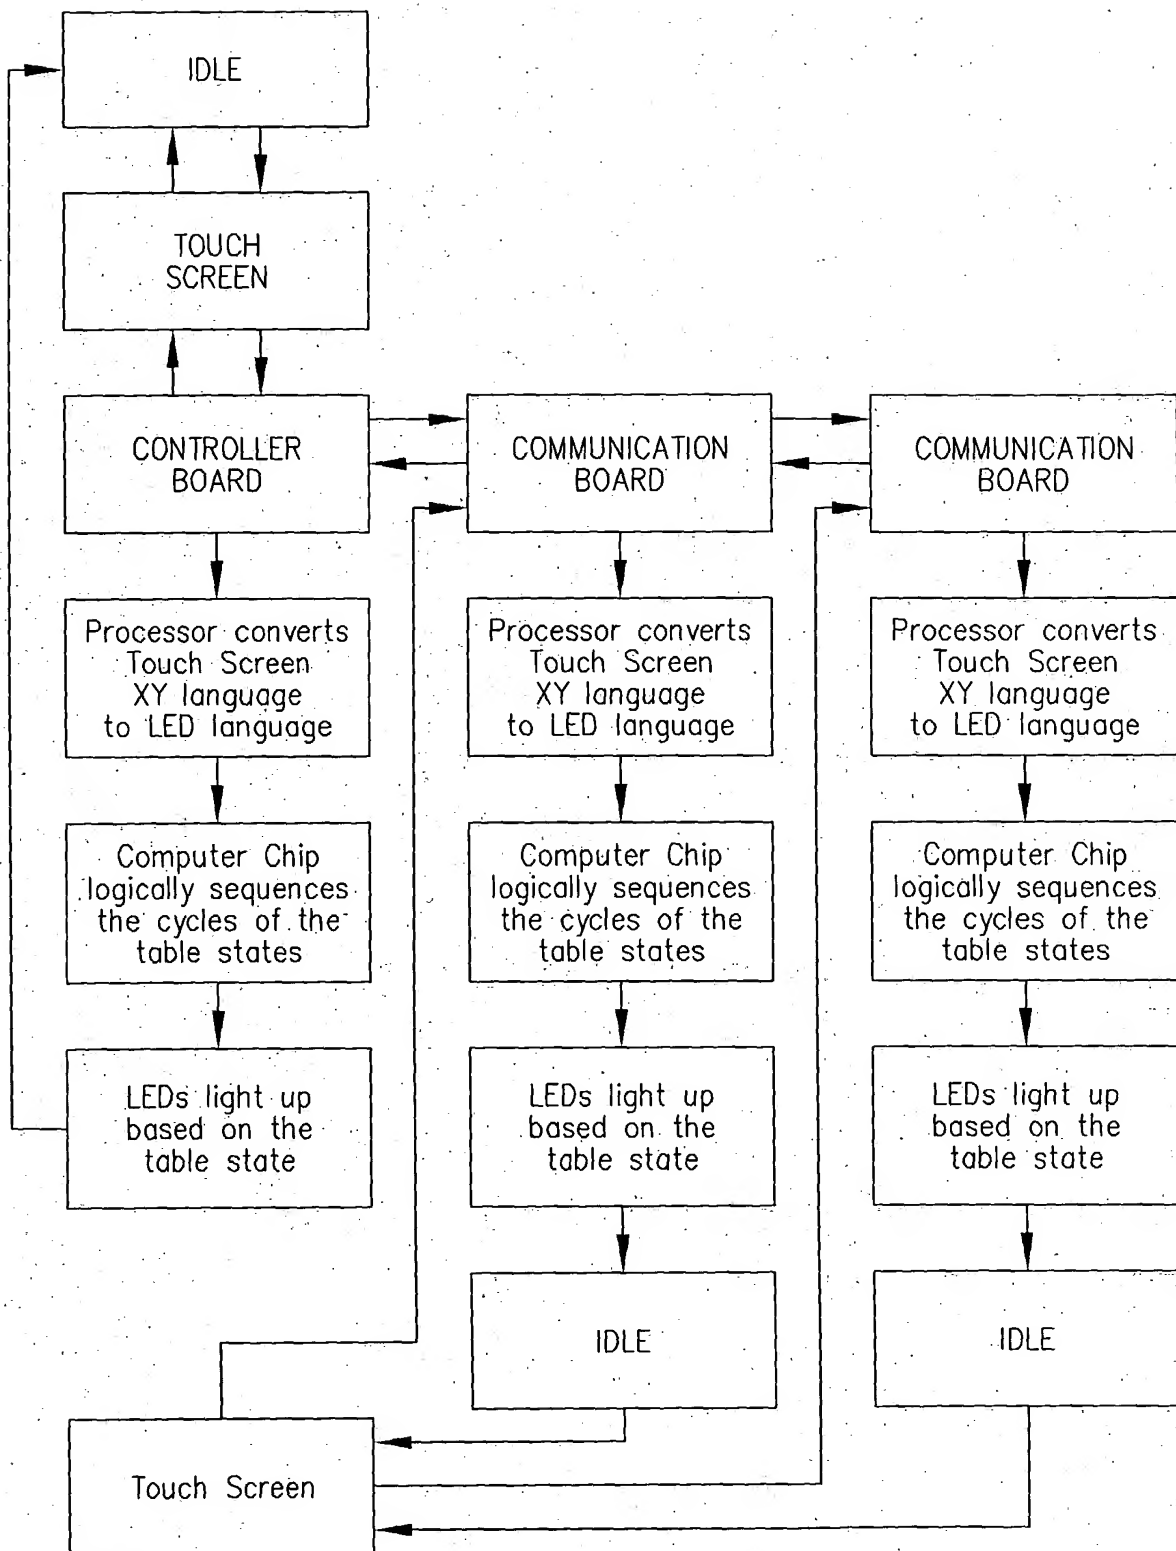 IDLE
TOUCH
SCREEN
CONTROLLER
BOARD
COMMUNICATION
BOARD
COMMUNICATION
BOARD
Processor converts
Touch Screen
XY language
to LED language
Processor converts
Touch Screen
XY language
to LED language
Processor converts
Touch Screen
XY language
to LED language
Computer Chip
logically sequences
the cycles of the
table states
Computer Chip
logically sequences
the cycles of the
table states
Computer Chip
logically sequences
the cycles of the
table states
LEDs light up
based on the
table state
LEDs light up
based on the
table state
LEDs light up
based on the
table state
IDLE
IDLE
Touch Screen